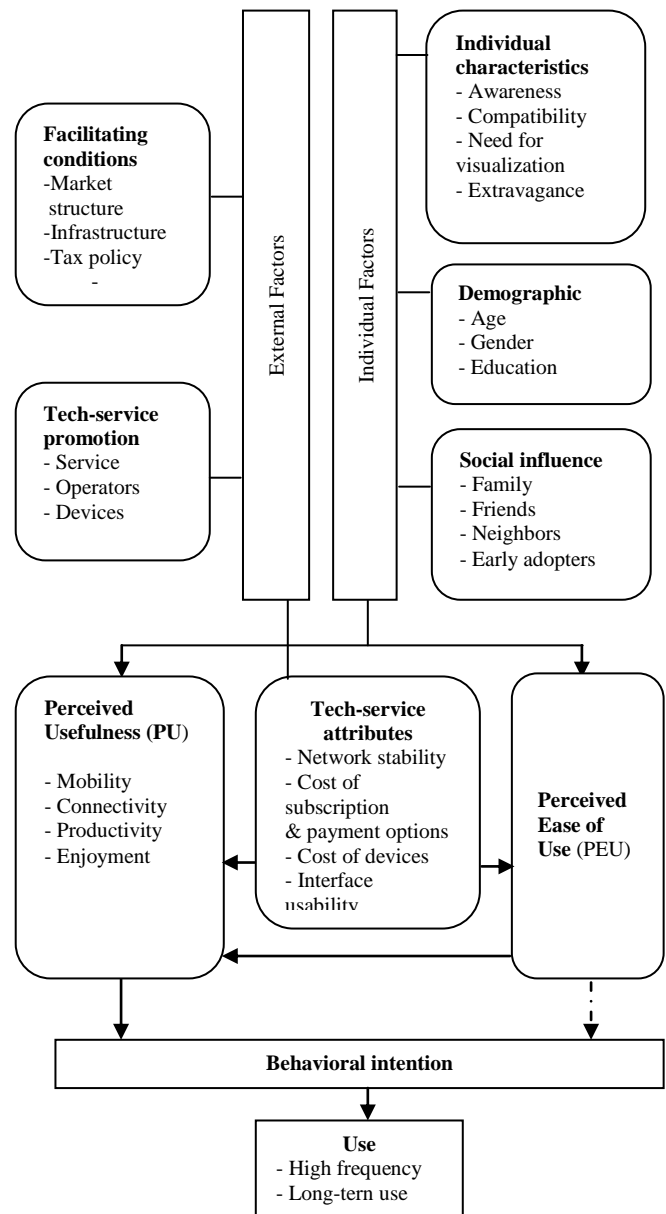 Individual
characteristics
- Awareness
- Compatibility
- Need for
visualization
- Extravagance
Facilitating
conditions
-Market
structure
-Infrastructure
-Tax policy
-
External Factors
Individual Factors
Demographic
- Age
- Gender
- Education
Tech-service
promotion
- Service
- Operators
- Devices
Social influence
- Family
- Friends
- Neighbors
- Early adopters
Perceived
Usefulness (PU)
- Mobility
- Connectivity
- Productivity
- Enjoyment
Tech-service
attributes
- Network stability
- Cost of
subscription
& payment options
- Cost of devices
- Interface
usability
Perceived
Ease of
Use (PEU)
Behavioral intention
Use
- High frequency
- Long-tern use